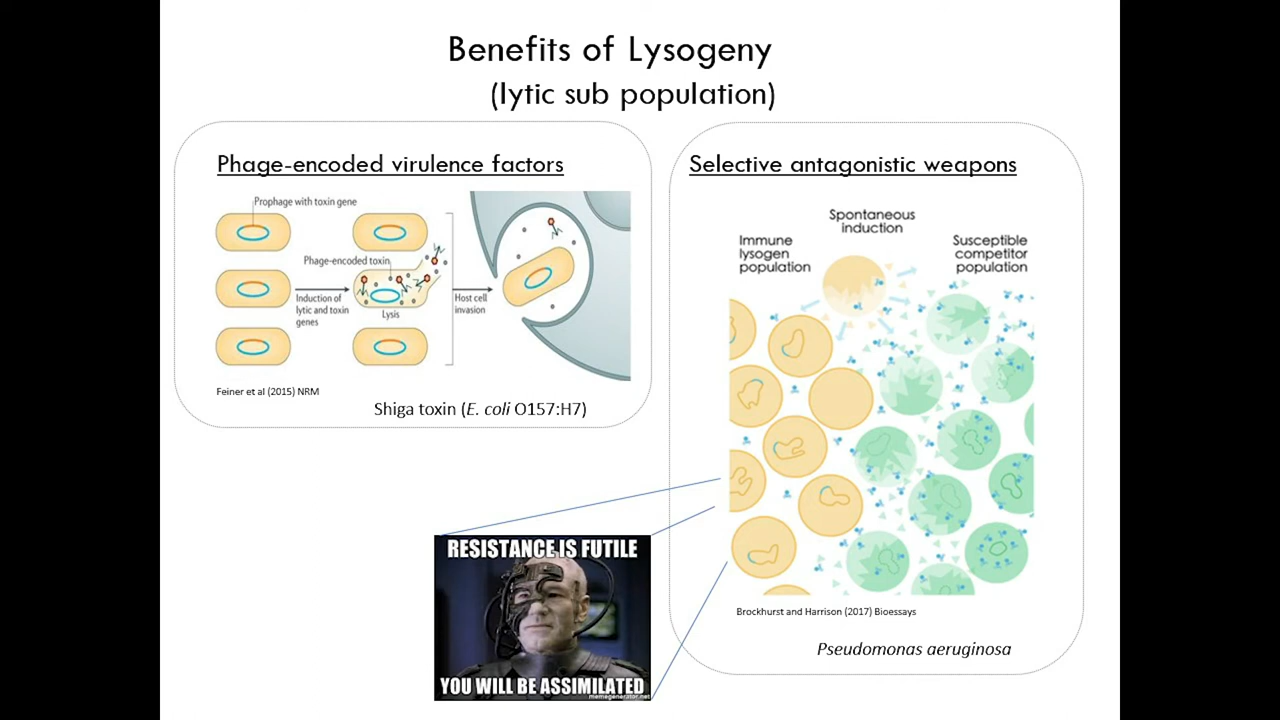 Benefits of Lysogeny
(lytic sub population)
Phage-encoded virulence factors
Prophage with toxin gene
Phage-encoded toxin
Induction of
lytic and toxin
genes
Lysis
Host cell
invasion
Feiner et al (2015) NRM
Shiga toxin (E. coli O157:H7)
Selective antagonistic weapons
Spontaneous
induction
Immune
lysogen
population
Susceptible
competitor
population
Brockhurst and Harrison (2017) Bioessays
Pseudomonas aeruginosa
RESISTANCE IS FUTILE
YOU WILL BE ASSIMILATED
memegenerator.net